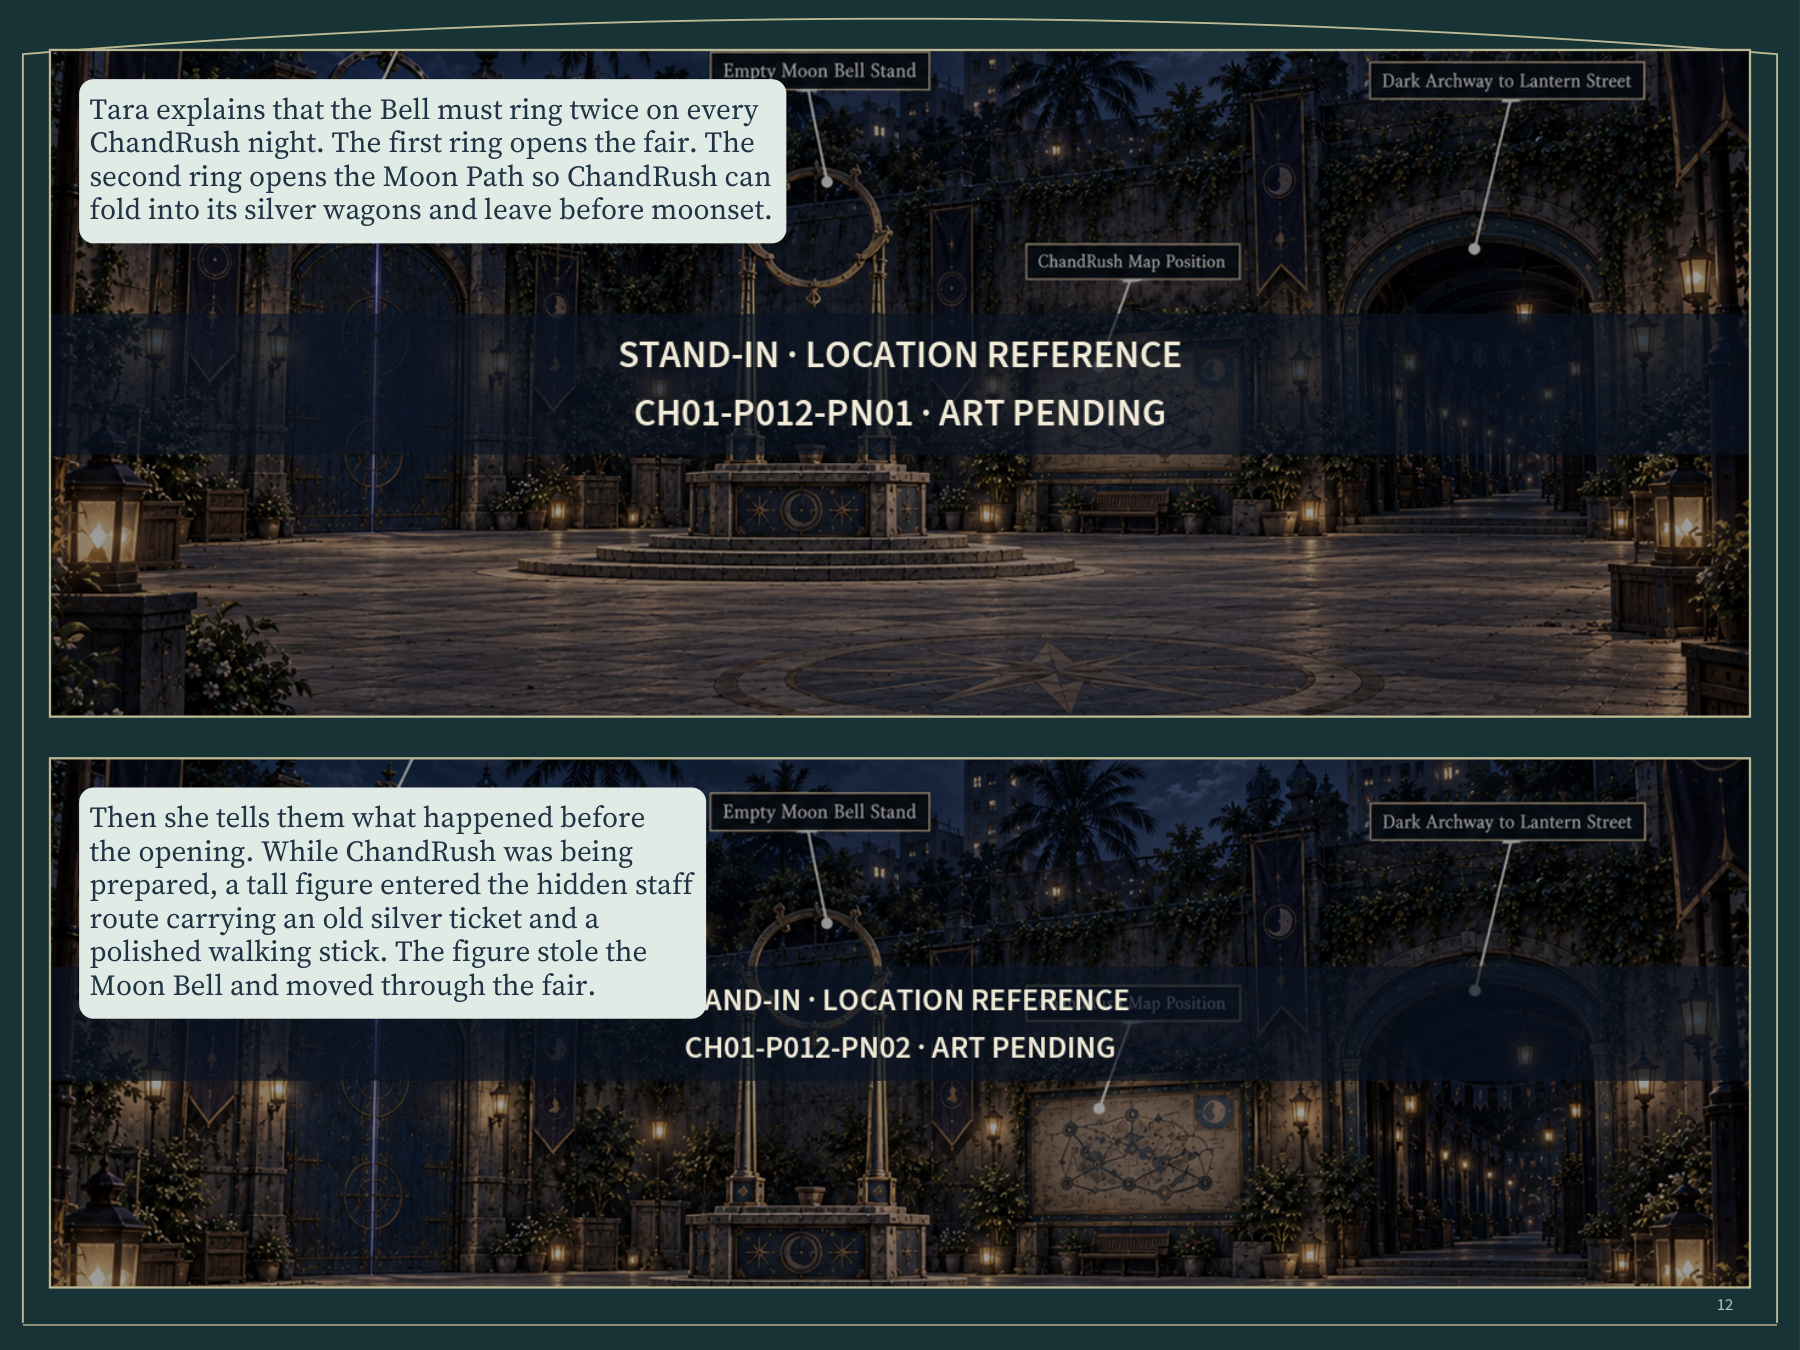 Empty Moon Bell Stand
Dark Archway to Lantern Street
Tara explains that the Bell must ring twice on every
ChandRush night. The first ring opens the fair. The
second ring opens the Moon Path so ChandRush can
fold into its silver wagons and leave before moonset.
ChandRush Map Position
STAND-IN · LOCATION REFERENCE
CH01-P012-PN01 · ART PENDING
Then she tells them what happened before
the opening. While ChandRush was being
prepared, a tall figure entered the hidden staff
route carrying an old silver ticket and a
polished walking stick. The figure stole the
Moon Bell and moved through the fair.
Empty Moon Bell Stand
Dark Archway to Lantern Street
AND-IN · LOCATION REFERENCE
Map Position
CH01-P012-PN02 · ART PENDING
12